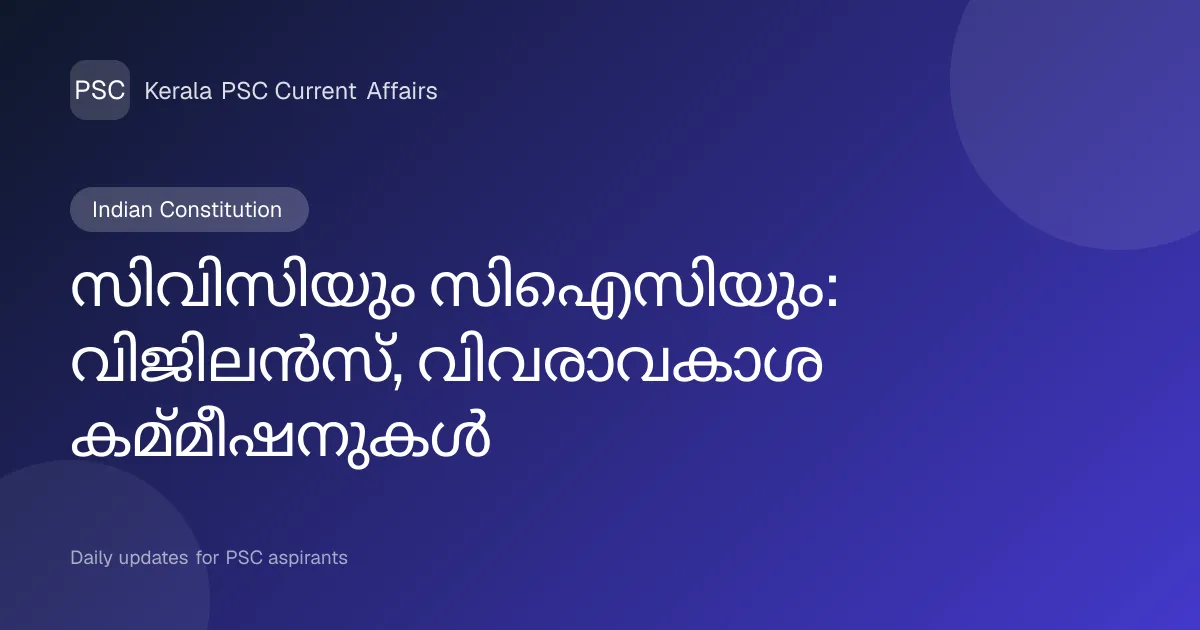 PSC Kerala PSC Current Affairs
Indian Constitution
സിവിസിയും സിഐസിയും:
വിജിലൻസ്, വിവരാവകാശ
കമ്മീഷനുകൾ
Daily updates for PSC aspirants